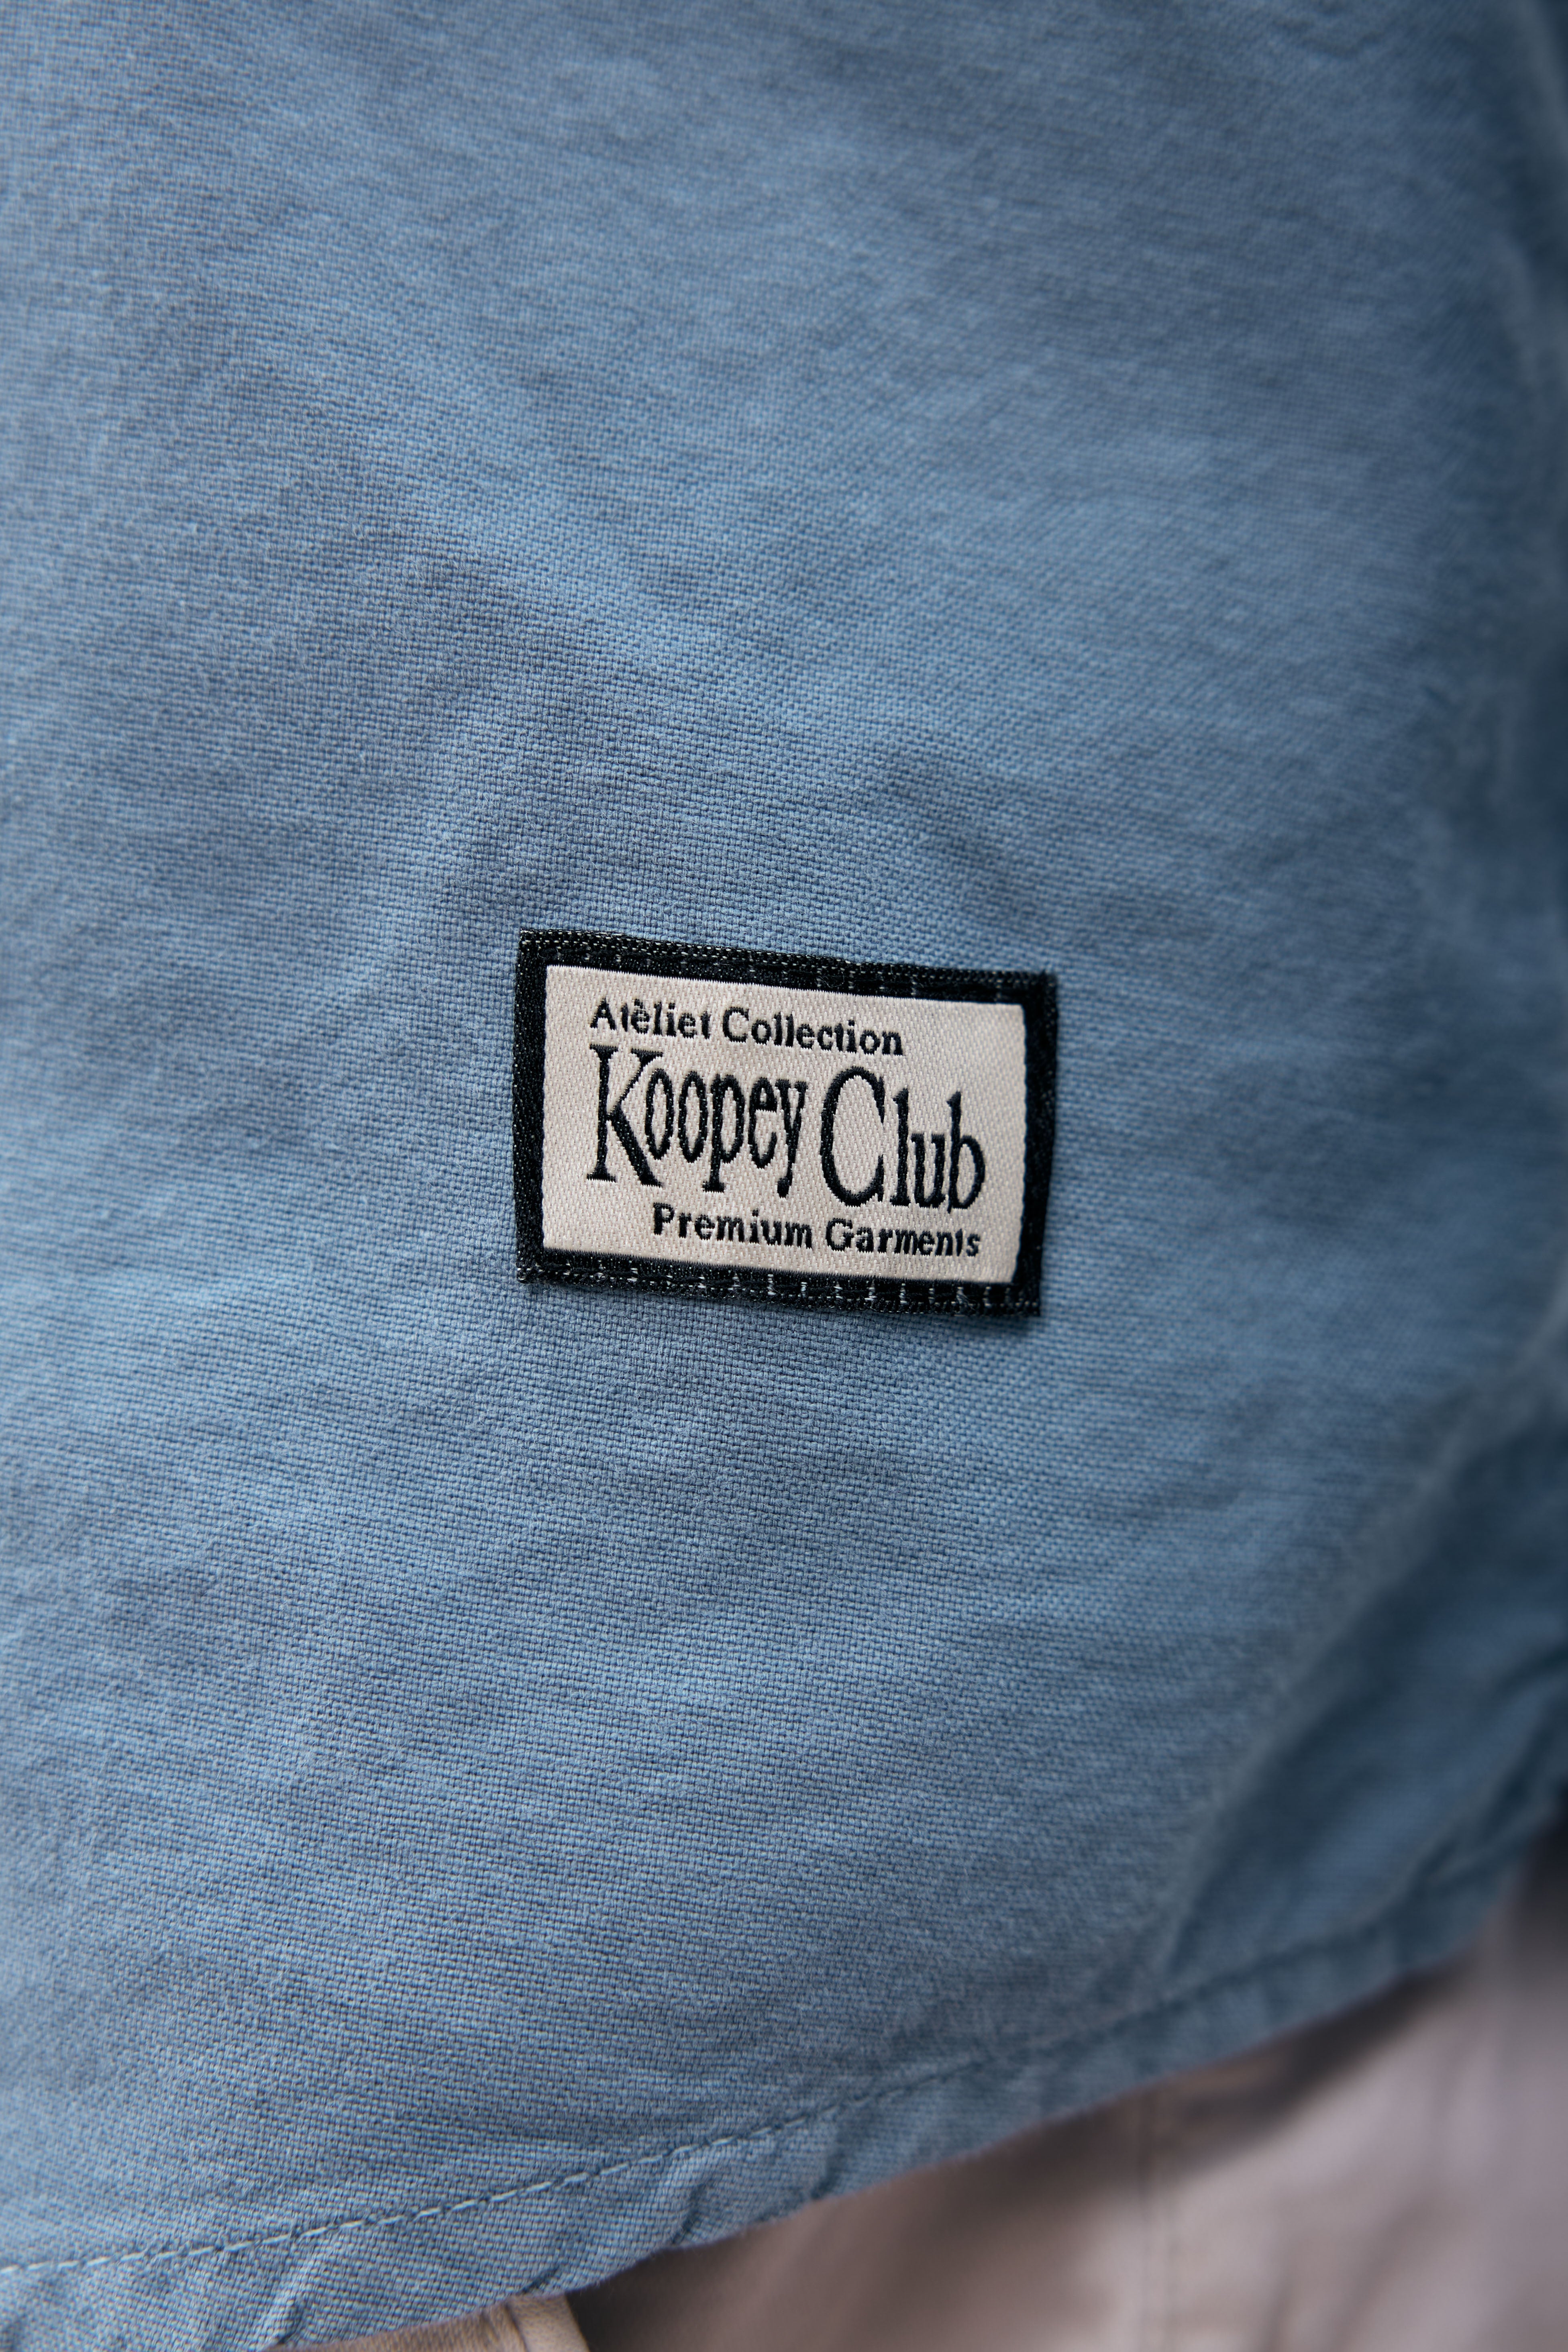 Atèliet Collection
Koopey Club
Premium Garments